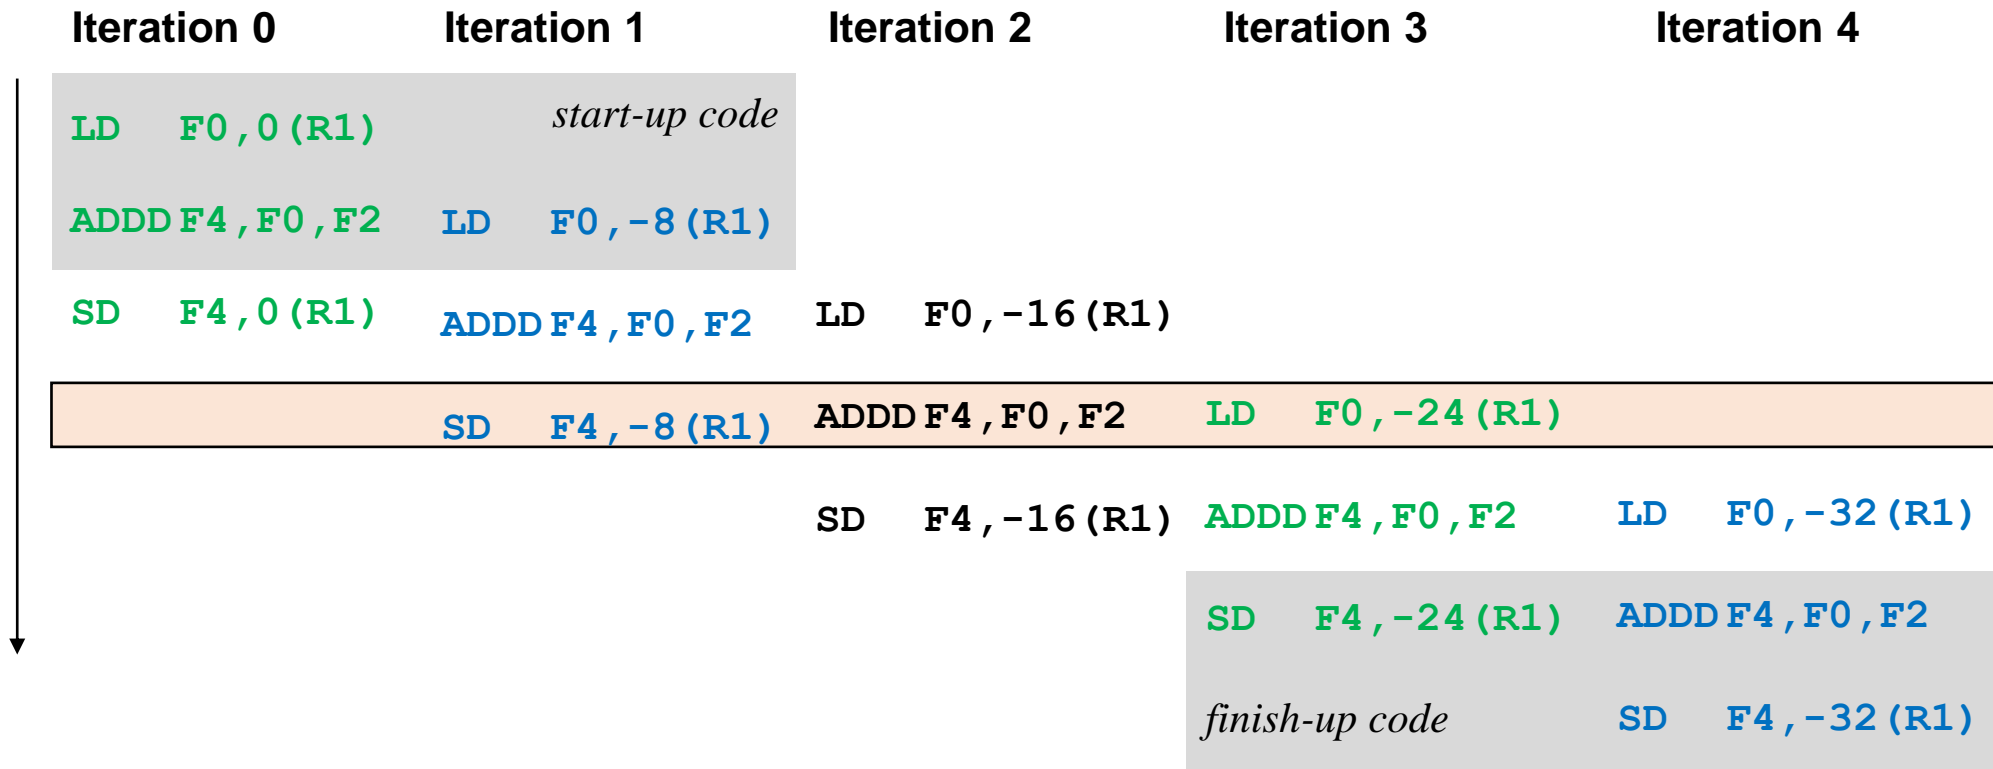 Iteration 0 Iteration 1 Iteration 2 Iteration 3 Iteration 4
start-up code
LD F0,0(R1)
ADDD F4,F0,F2 LD F0,-8(R1)
SD F4,0(R1) ADDD F4,F0,F2 LD F0,-16(R1)
SD F4,-8(R1) ADDD F4,F0,F2 LD F0,-24(R1)
SD F4,-16(R1) ADDD F4,F0,F2 LD F0,-32(R1)
SD F4,-24(R1) ADDD F4,F0,F2
finish-up code SD F4,-32(R1)